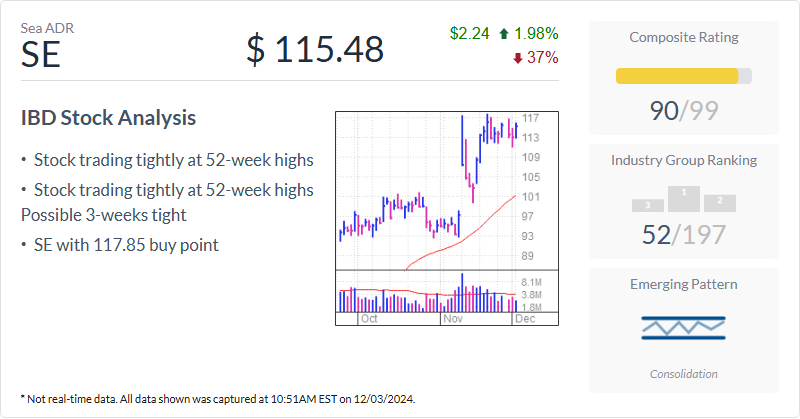 Sea ADR
SE
$ 115.48
$2.24 1.98%
37%
IBD Stock Analysis
• Stock trading tightly at 52-week highs
• Stock trading tightly at 52-week highs
Possible 3-weeks tight
• SE with 117.85 buy point
117
113
109
105
101
97
93
89
8.1M
3.8M
1.8M
Oct Nov Dec
Composite Rating
90/99
Industry Group Ranking
3 1 2
52/197
Emerging Pattern
Consolidation
* Not real-time data. All data shown was captured at 10:51AM EST on 12/03/2024.